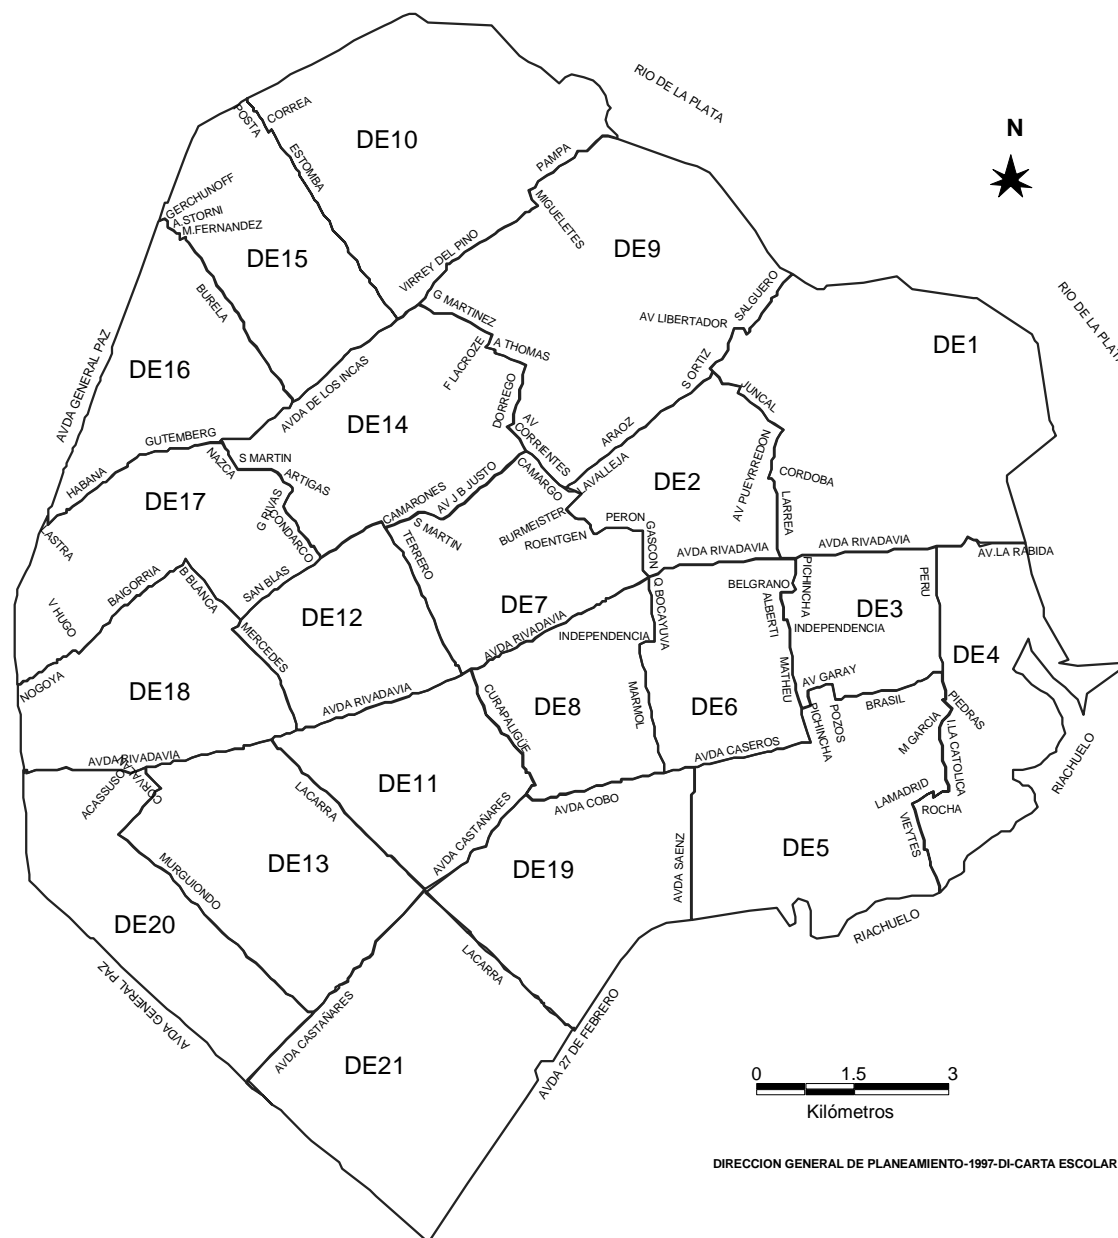 RIO DE LA PLATA
N
POSTA
CORREA
DE10
ESTOMBA
PAMPA
GERCHUNOFF
A.STORNI
M.FERNANDEZ
MIGUELETES
DE15
DE9
VIRREY DEL PINO
BURELA
SALGUERO
RIO DE LA PLATA
G MARTINEZ
AV LIBERTADOR
DE1
AVDA GENERAL PAZ
DE16
F LACROZE
A THOMAS
S ORTIZ
AVDA DE LOS INCAS
JUNCAL
DORREGO
DE14
AV CORRIENTES
ARAOZ
GUTEMBERG
NAZCA
S MARTIN
ARTIGAS
HABANA
CAMARGO
LAVALLEJA
AV PUEYRREDON
CORDOBA
DE17
G RIVAS
CONDARCO
CAMARONES
AV J B JUSTO
DE2
LARREA
LASTRA
TERRERO
S MARTIN
BURMEISTER
ROENTGEN
PERON
GASCON
AVDA RIVADAVIA
AVDA RIVADAVIA
AV.LA RABIDA
BAIGORRIA
B BLANCA
SAN BLAS
V HUGO
DE12
DE7
Q BOCAYUVA
BELGRANO
PICHINCHA
ALBERTI
DE3
PERU
MERCEDES
AVDA RIVADAVIA
INDEPENDENCIA
INDEPENDENCIA
DE4
NOGOYA
DE18
AVDA RIVADAVIA
CURAPALIGÜE
DE8
MARMOL
DE6
MATHEU
AV GARAY
PICHINCHA
POZOS
BRASIL
PIEDRAS
M GARCIA
I.LA CATOLICA
RIACHUELO
AVDA RIVADAVIA
ACASSUSO
CORVALAN
LACARRA
DE11
AVDA CASEROS
AVDA COBO
LAMADRID
ROCHA
VIEYTES
AVDA CASTAÑARES
MURGUIONDO
DE13
DE19
AVDA SAENZ
DE5
DE20
RIACHUELO
AVDA GENERAL PAZ
LACARRA
AVDA CASTAÑARES
AVDA 27 DE FEBRERO
DE21
0 1.5 3
Kilómetros
DIRECCION GENERAL DE PLANEAMIENTO-1997-DI-CARTA ESCOLAR